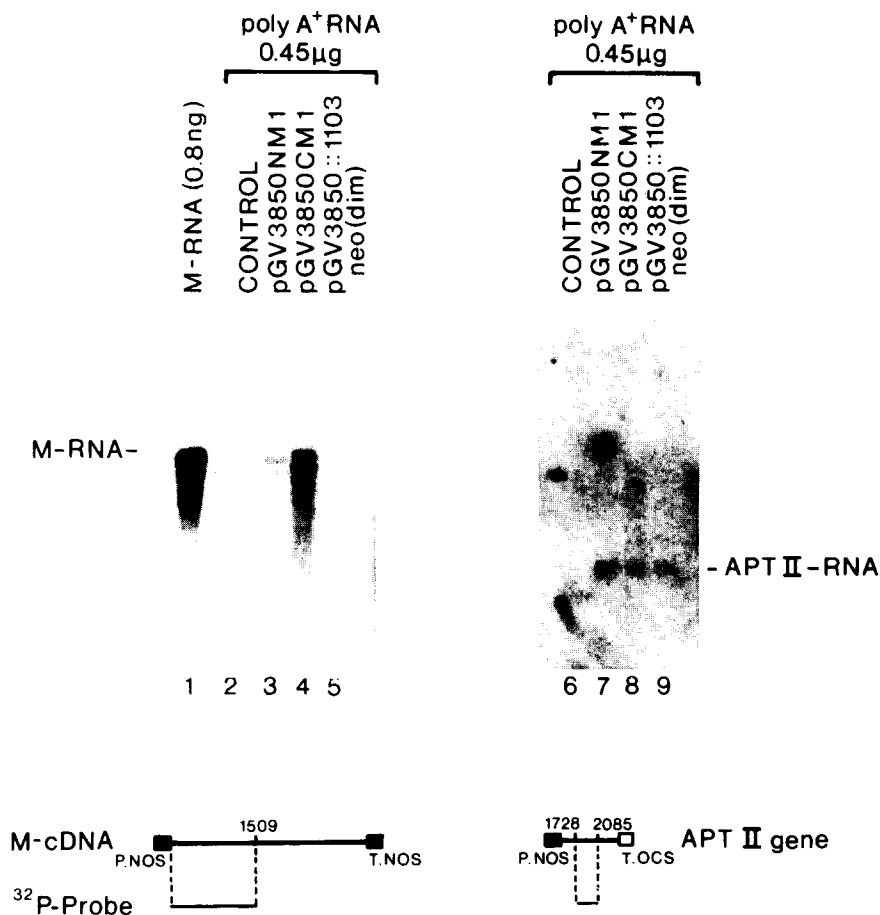 poly A⁺RNA
0.45μg
M-RNA (0.8ng)
CONTROL
pGV3850NM1
pGV3850CM1
pGV3850::1103
neo(dim)
poly A⁺RNA
0.45μg
CONTROL
pGV3850NM1
pGV3850CM1
pGV3850::1103
neo(dim)
M-RNA-
-APT II-RNA
1 2 3 4 5
6 7 8 9
1509
M-cDNA
P.NOS
T.NOS
³²P-Probe
1728 2085
APT II gene
P.NOS
T.OCS